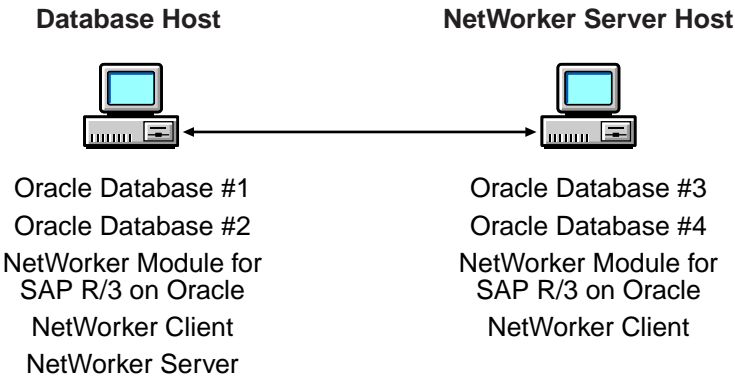 Database Host
NetWorker Server Host
Oracle Database #1
Oracle Database #2
NetWorker Module for
SAP R/3 on Oracle
NetWorker Client
NetWorker Server
Oracle Database #3
Oracle Database #4
NetWorker Module for
SAP R/3 on Oracle
NetWorker Client